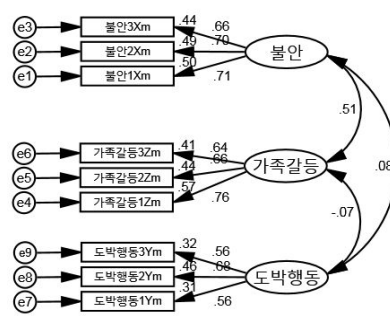 .44
e3 불안3Xm .66
.49 .70
e2 불안2Xm 불안
.50
e1 불안1Xm .71
.51
.41
e6 가족갈등3Zm .64
.44 .66
e5 가족갈등2Zm 가족갈등 .08
.57
e4 가족갈등1Zm .76
-.07
.32
e9 도박행동3Ym .56
.46 .68
e8 도박행동2Ym 도박행동
.31
e7 도박행동1Ym .56